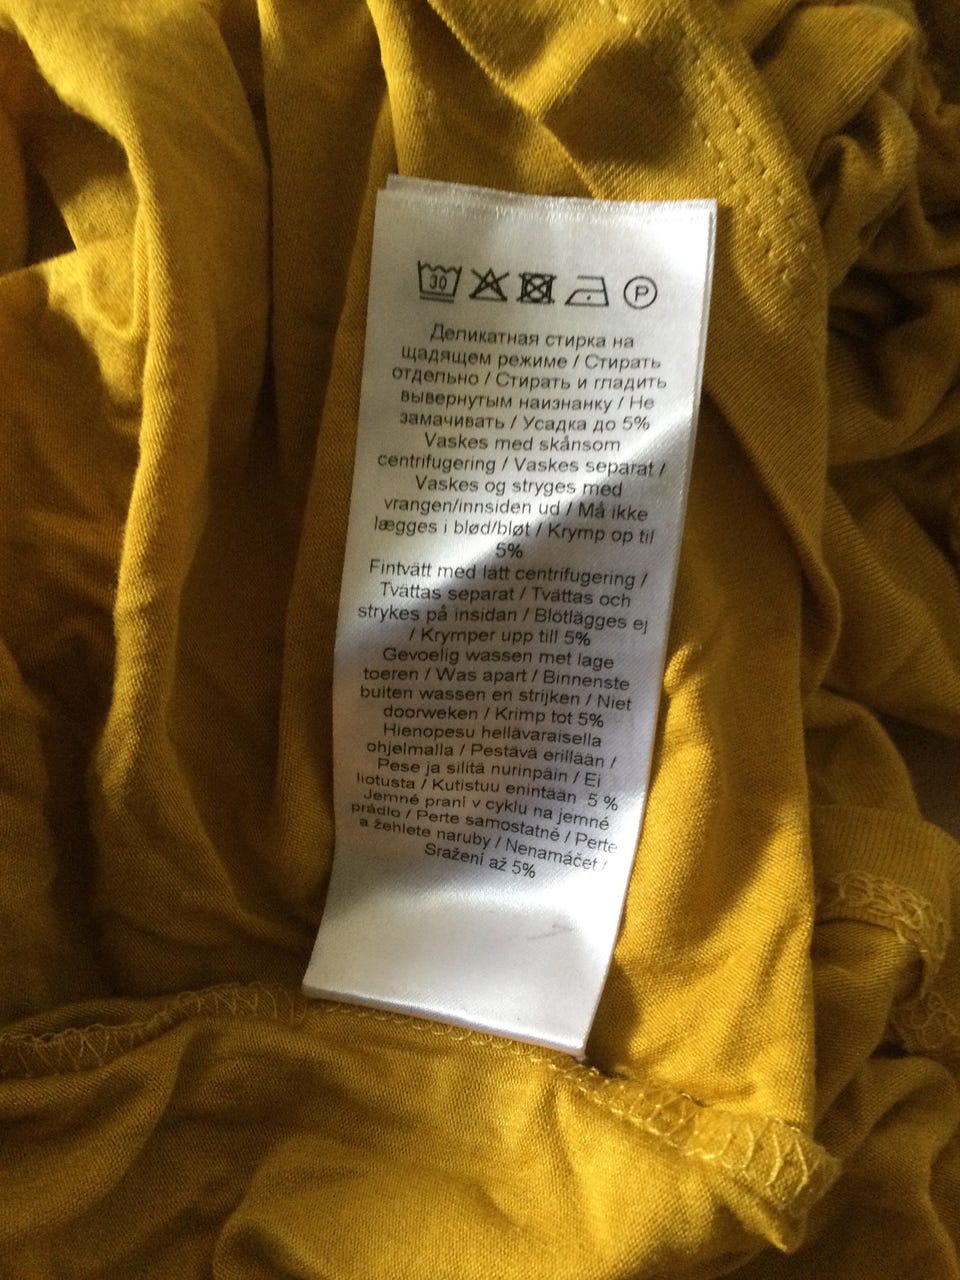 30 P
Деликатная стирка на
щадящем режиме / Стирать
отдельно / Стирать и гладить
вывернутым наизнанку / Не
замачивать / Усадка до 5%
Vaskes med skånsom
centrifugering / Vaskes separat /
Vaskes og stryges med
vrangen/innsiden ud / Må ikke
lægges i blød/bløt / Krymp op til
5%
Fintvätt med lätt centrifugering /
Tvättas separat / Tvättas och
strykes på insidan / Blötlägges ej
/ Krymper upp till 5%
Gevoelig wassen met lage
toeren / Was apart / Binnenste
buiten wassen en strijken / Niet
doorweken / Krimp tot 5%
Hienopesu hellävaraisella
ohjelmalla / Pestävä erillään /
Pese ja silitä nurinpäin / Ei
liotusta / Kutistuu enintään 5 %
Jemné praní v cyklu na jemné
prádlo / Perte samostatné / Perte
a žehlete naruby / Nenamáčet /
Sražení až 5%